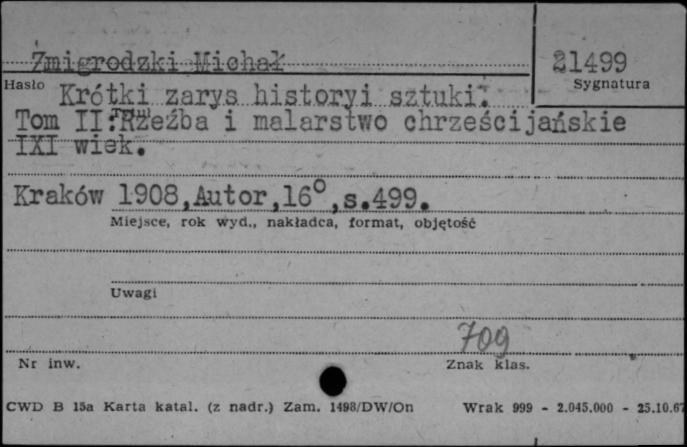 Żmigrodzki Michał
21499
Hasło
Sygnatura
Krótki zarys historyi sztuki.
Tom II: Rzeźba i malarstwo chrześcijańskie
IXI wiek.
Kraków 1908, Autor, 16°, s.499.
Miejsce, rok wyd., nakładca, format, objętość
Uwagi
709
Nr inw.
Znak klas.
CWD B 15a Karta katal. (z nadr.) Zam. 1498/DW/On Wrak 999 - 2.045.000 - 25.10.67